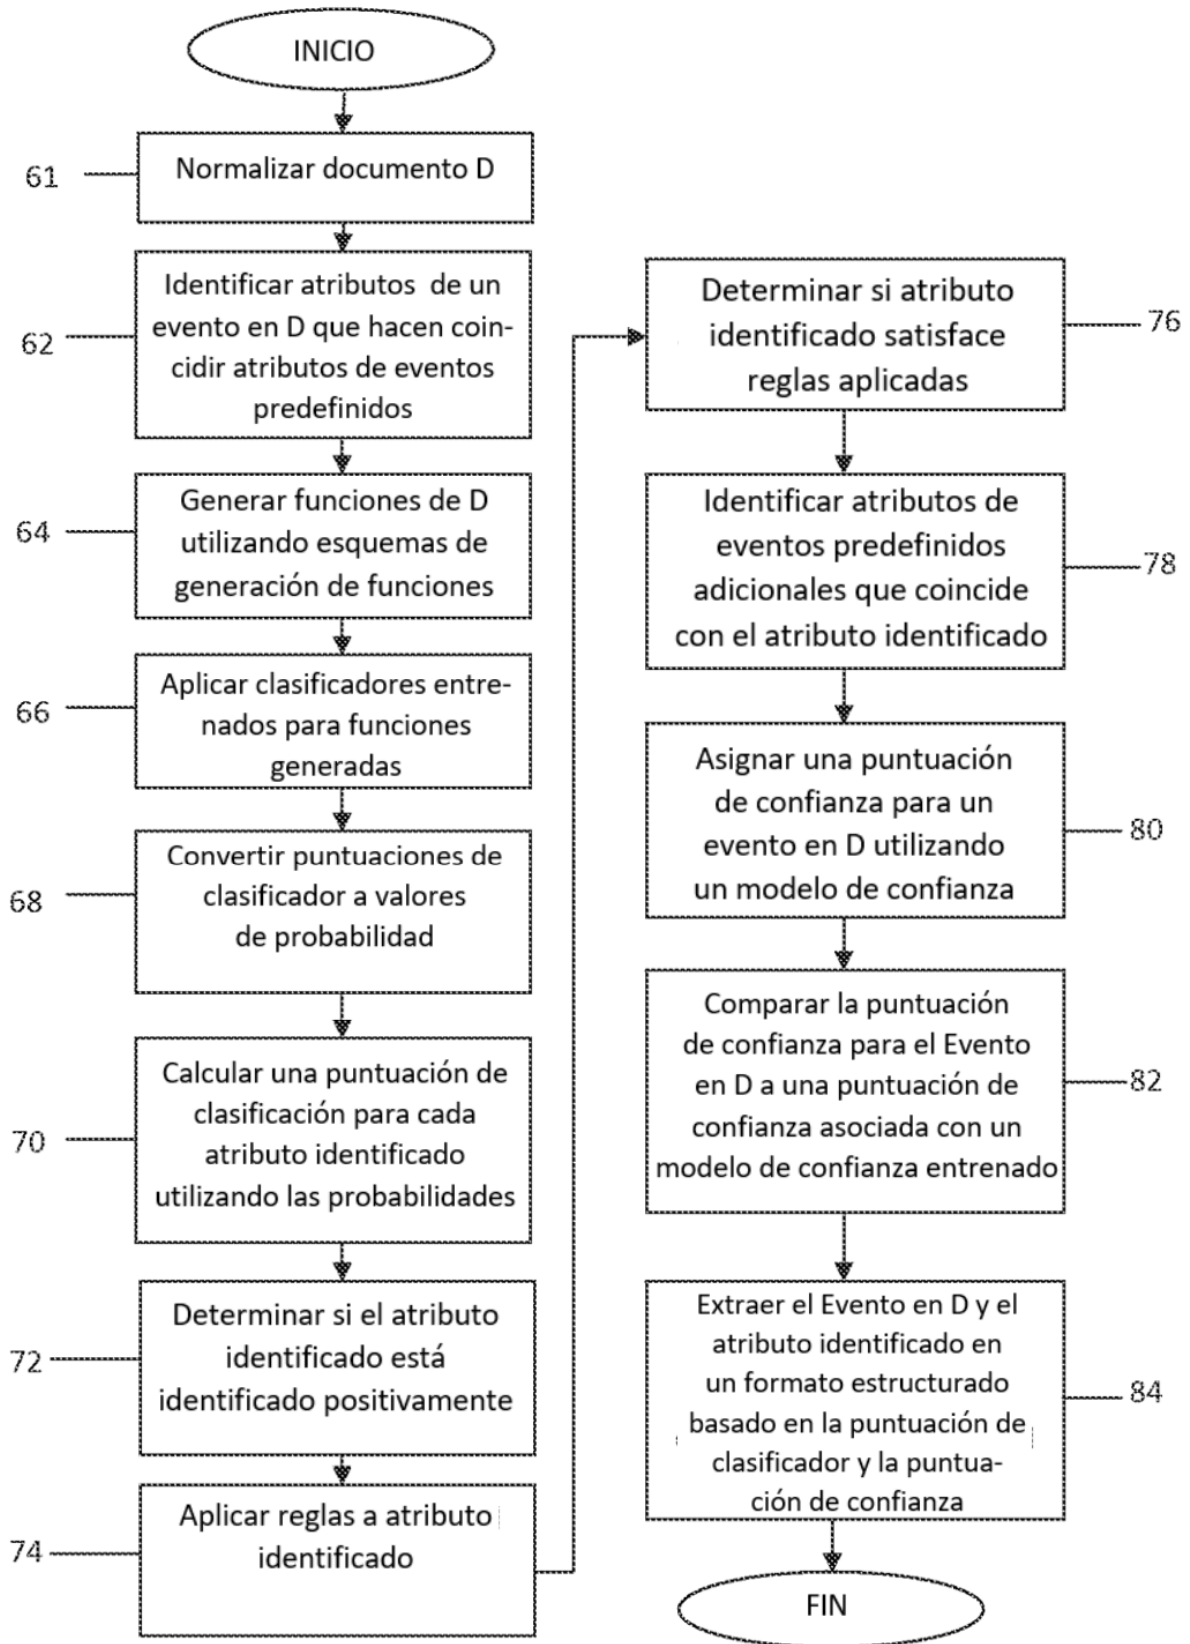 INICIO
61
Normalizar documento D
62
Identificar atributos de un
evento en D que hacen coin-
cidir atributos de eventos
predefinidos
64
Generar funciones de D
utilizando esquemas de
generación de funciones
66
Aplicar clasificadores entre-
nados para funciones
generadas
68
Convertir puntuaciones de
clasificador a valores
de probabilidad
70
Calcular una puntuación de
clasificación para cada
atributo identificado
utilizando las probabilidades
72
Determinar si el atributo
identificado está
identificado positivamente
74
Aplicar reglas a atributo
identificado
Determinar si atributo
identificado satisface
reglas aplicadas
76
Identificar atributos de
eventos predefinidos
adicionales que coincide
con el atributo identificado
78
Asignar una puntuación
de confianza para un
evento en D utilizando
un modelo de confianza
80
Comparar la puntuación
de confianza para el Evento
en D a una puntuación de
confianza asociada con un
modelo de confianza entrenado
82
Extraer el Evento en D y el
atributo identificado en
un formato estructurado
basado en la puntuación de
clasificador y la puntua-
ción de confianza
84
FIN